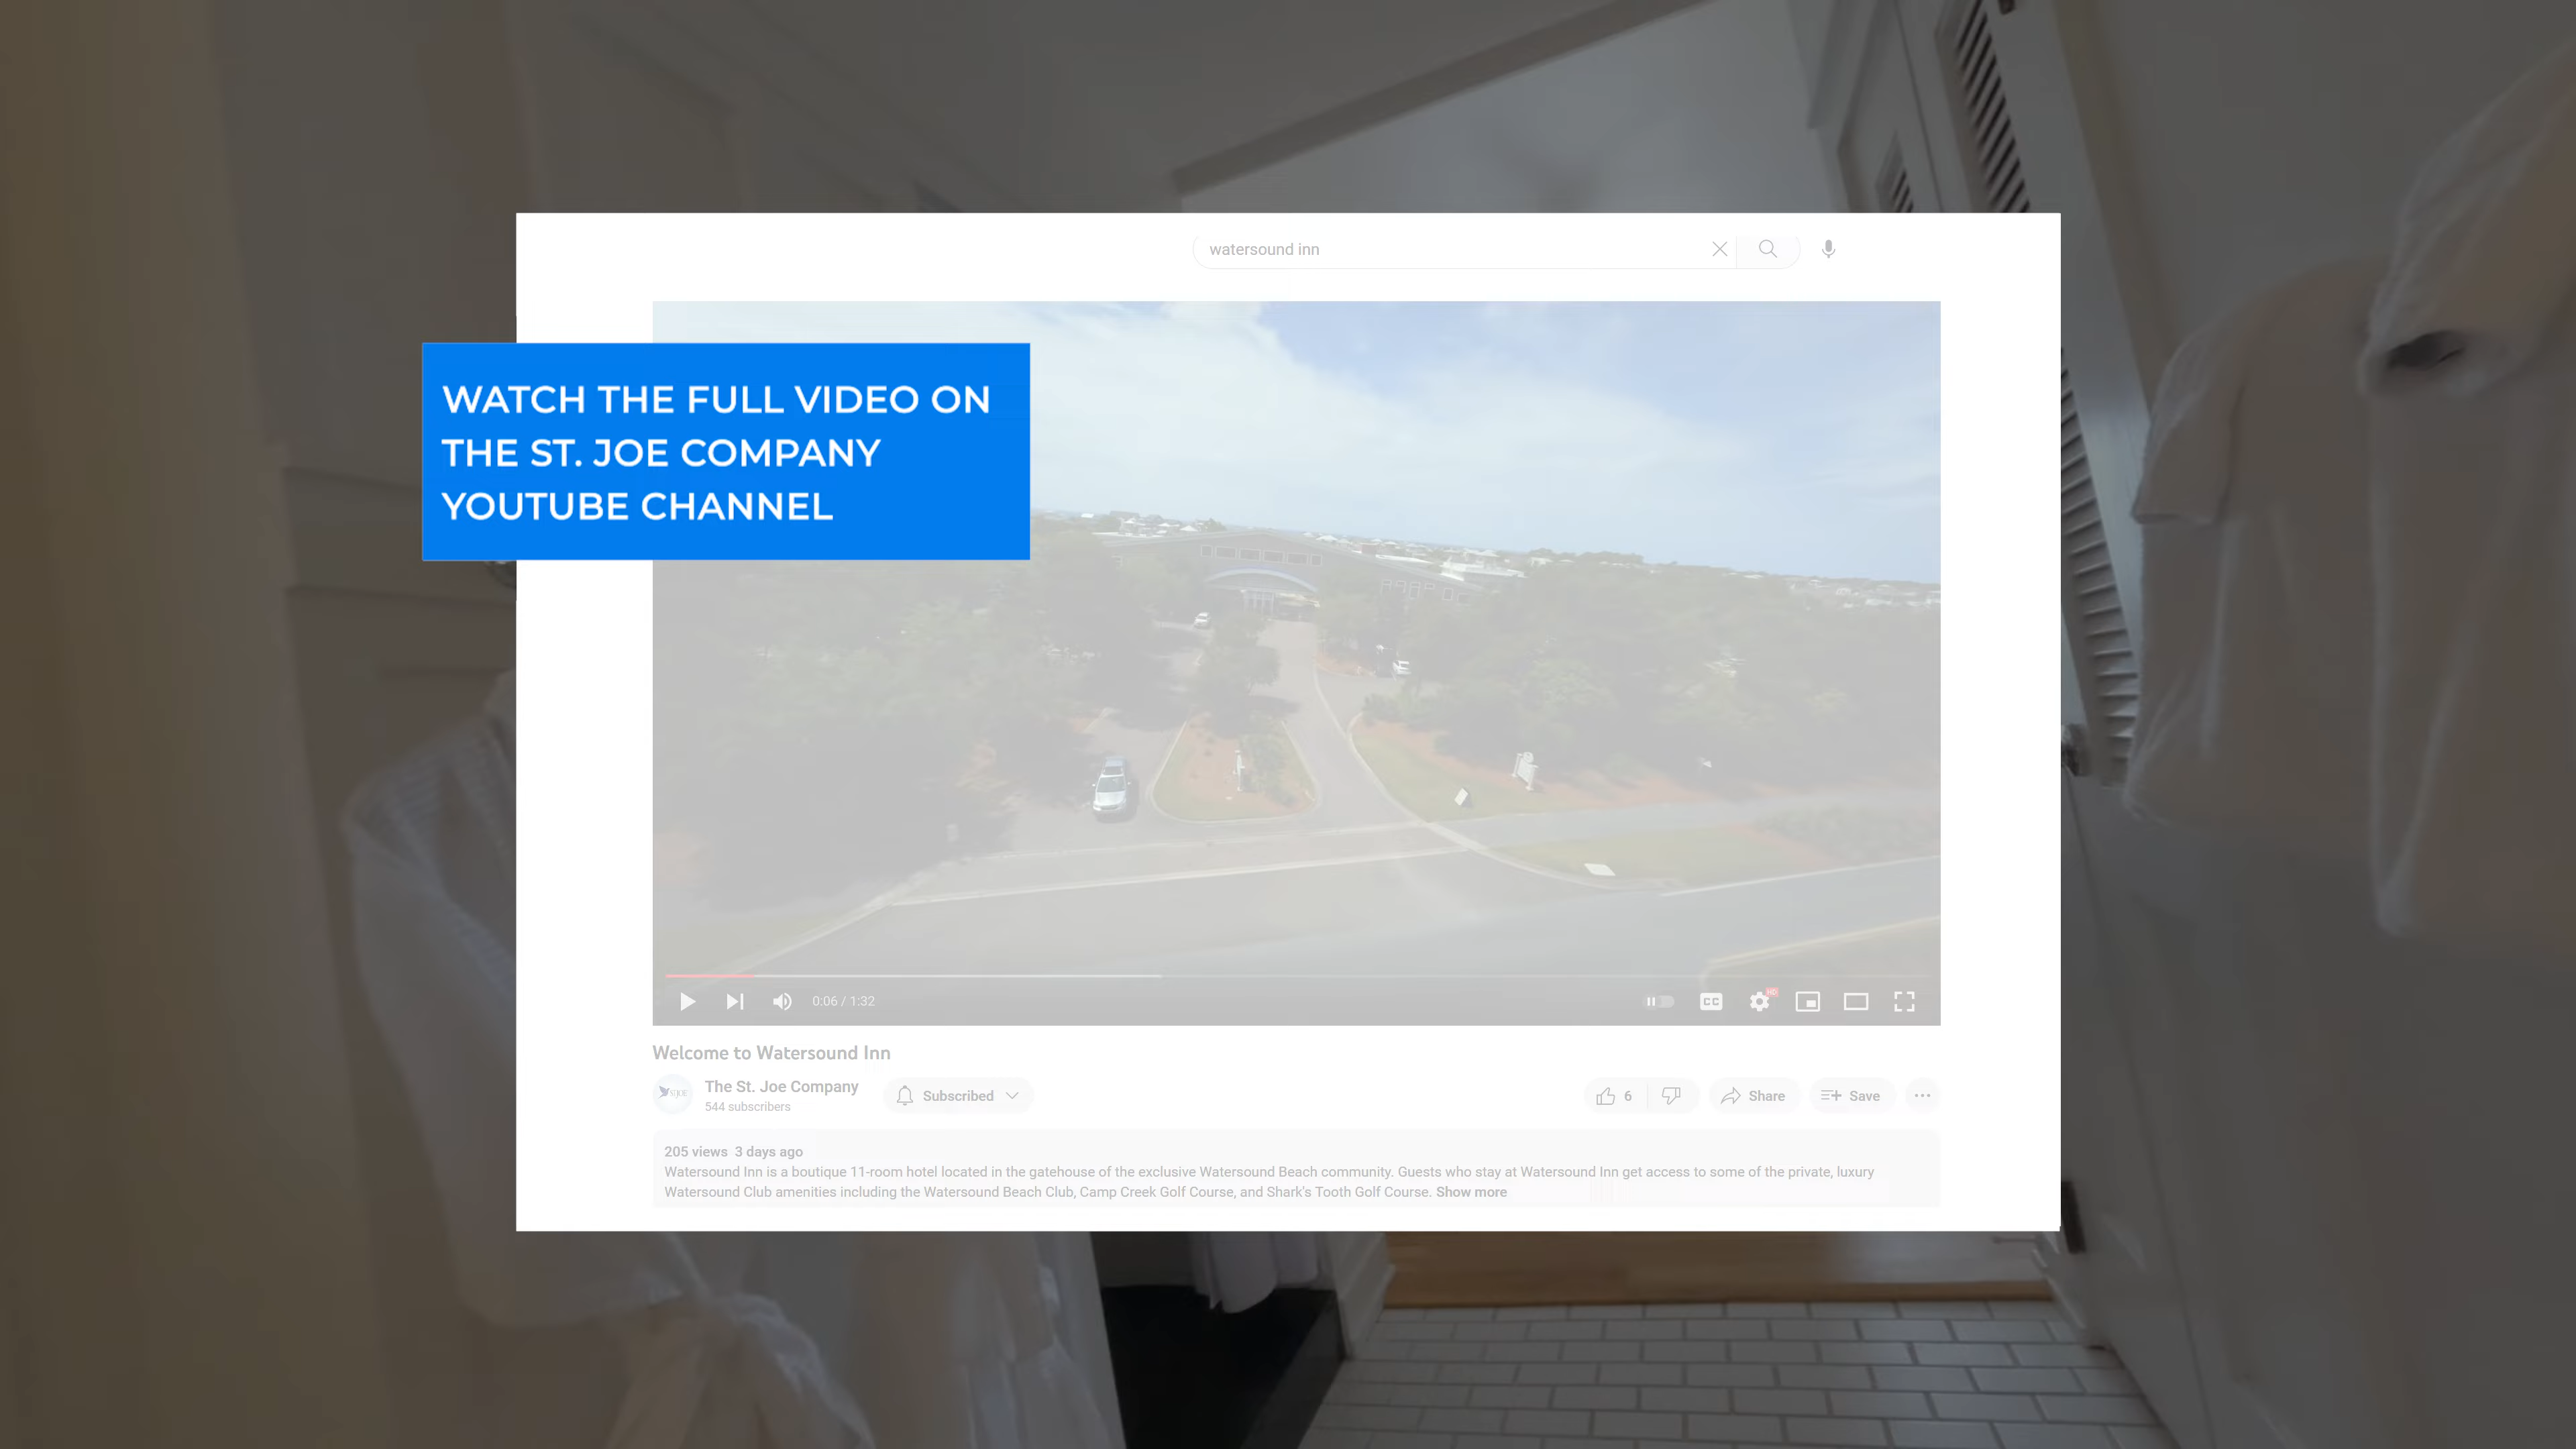 watersound inn
WATCH THE FULL VIDEO ON
THE ST. JOE COMPANY
YOUTUBE CHANNEL
CC
HD
0:06 / 1:32
Welcome to Watersound Inn
The St. Joe Company
544 subscribers
Subscribed
6
Share
Save
205 views 3 days ago
Watersound Inn is a boutique 11-room hotel located in the gatehouse of the exclusive Watersound Beach community. Guests who stay at Watersound Inn get access to some of the private, luxury
Watersound Club amenities including the Watersound Beach Club, Camp Creek Golf Course, and Shark's Tooth Golf Course. Show more